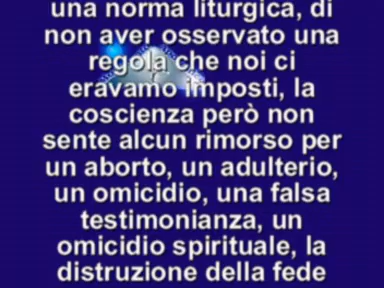 una norma liturgica, di
non aver osservato una
regola che noi ci
eravamo imposti, la
coscienza però non
sente alcun rimorso per
un aborto, un adulterio,
un omicidio, una falsa
testimonianza, un
omicidio spirituale, la
distruzione della fede